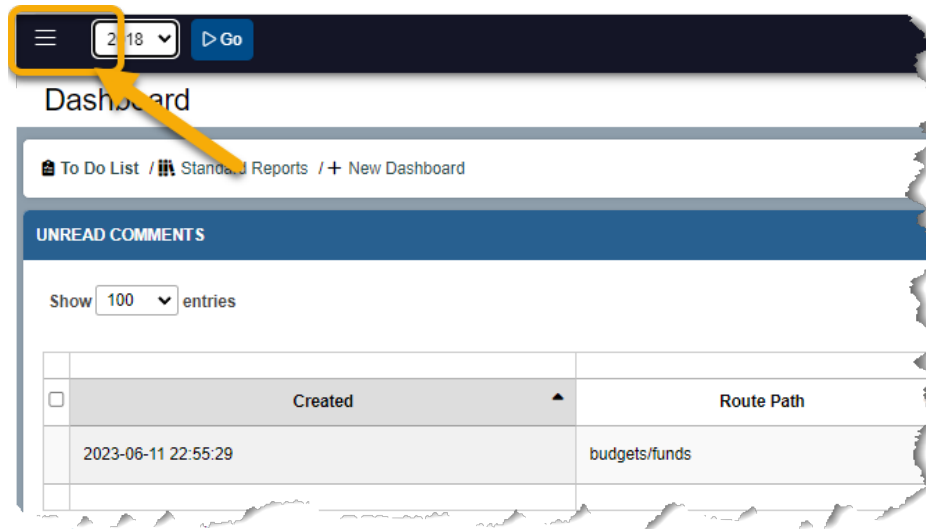 2018 Go
Dashboard
To Do List / Standard Reports / + New Dashboard
UNREAD COMMENTS
Show 100 entries
Created Route Path
2023-06-11 22:55:29 budgets/funds